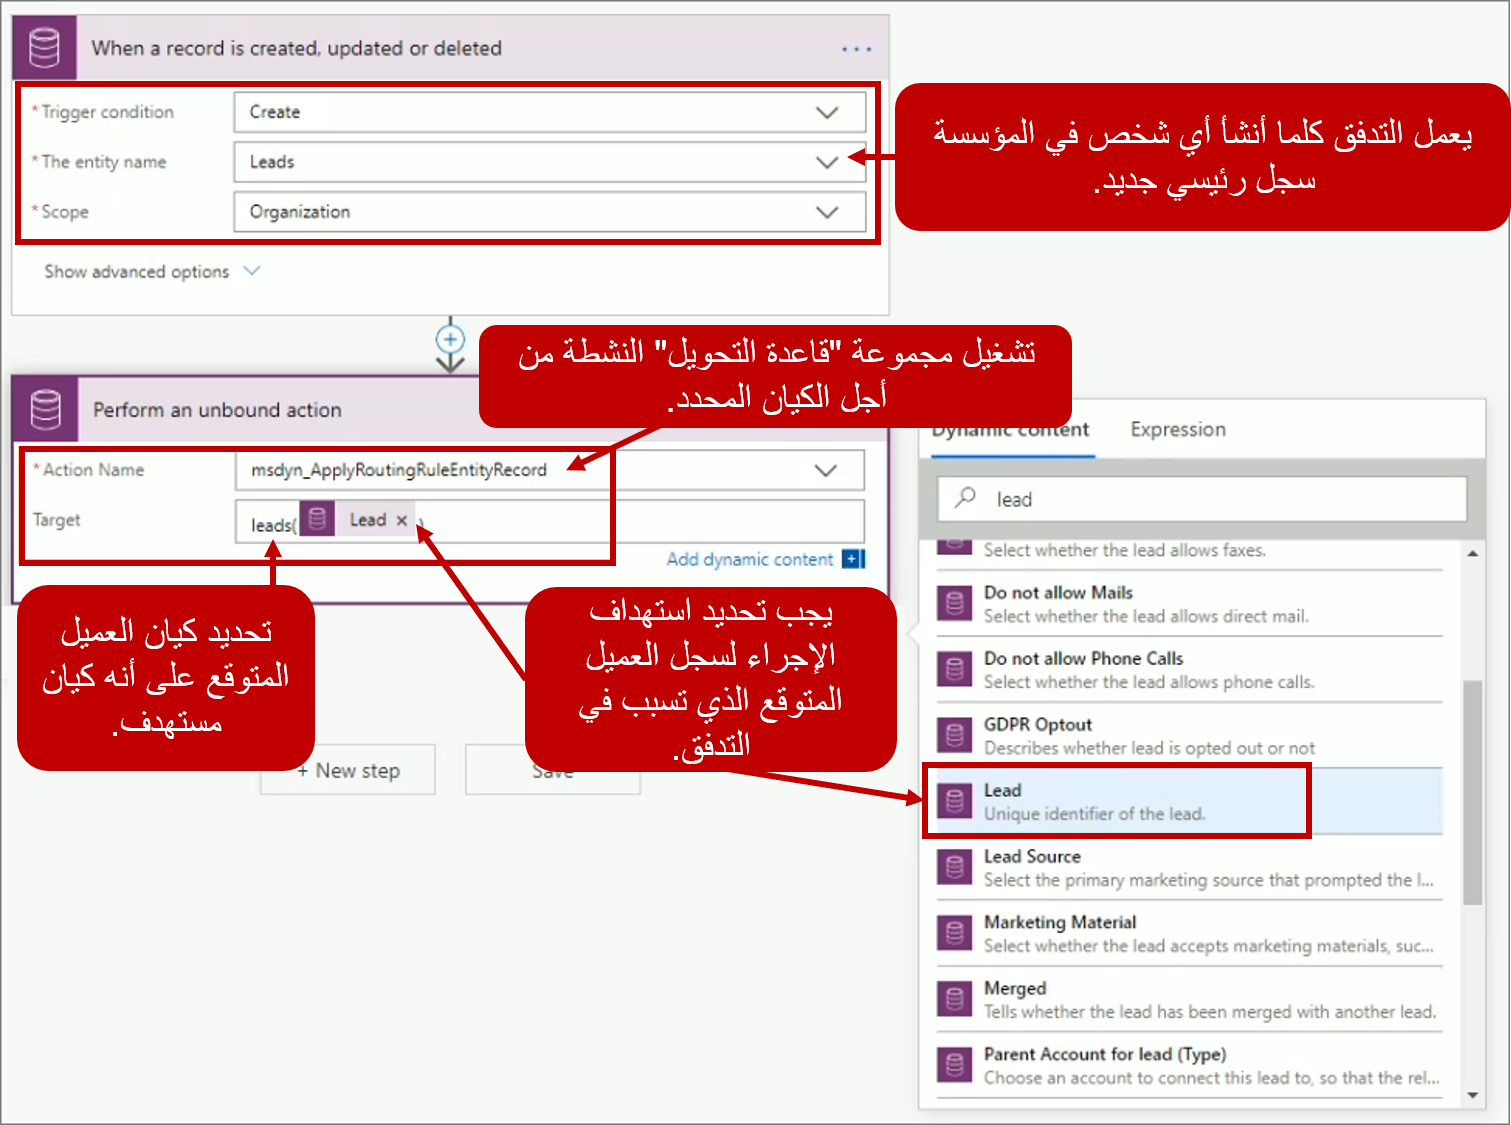 When a record is created, updated or deleted
* Trigger condition
Create
* The entity name
Leads
* Scope
Organization
Show advanced options
يعمل التدفق كلما أنشأ أي شخص في المؤسسة
سجل رئيسي جديد.
تشغيل مجموعة "قاعدة التحويل" النشطة من
أجل الكيان المحدد.
Perform an unbound action
* Action Name
msdyn_ApplyRoutingRuleEntityRecord
Target
leads( Lead × )
Add dynamic content
تحديد كيان العميل
المتوقع على أنه كيان
مستهدف.
يجب تحديد استهداف
الإجراء لسجل العميل
المتوقع الذي تسبب في
التدفق.
+ New step
Save
Dynamic content
Expression
lead
Select whether the lead allows faxes.
Do not allow Mails
Select whether the lead allows direct mail.
Do not allow Phone Calls
Select whether the lead allows phone calls.
GDPR Optout
Describes whether lead is opted out or not
Lead
Unique identifier of the lead.
Lead Source
Select the primary marketing source that prompted the l...
Marketing Material
Select whether the lead accepts marketing materials, suc...
Merged
Tells whether the lead has been merged with another lead.
Parent Account for lead (Type)
Choose an account to connect this lead to, so that the rel...